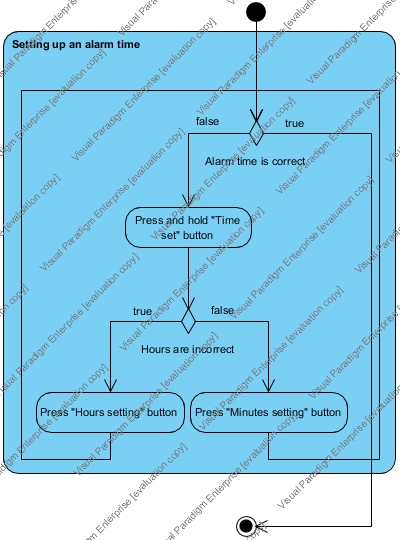 Setting up an alarm time
false
true
Alarm time is correct
Press and hold "Time
set" button
true
false
Hours are incorrect
Press "Hours setting" button
Press "Minutes setting" button
Visual Paradigm Enterprise [evaluation copy]